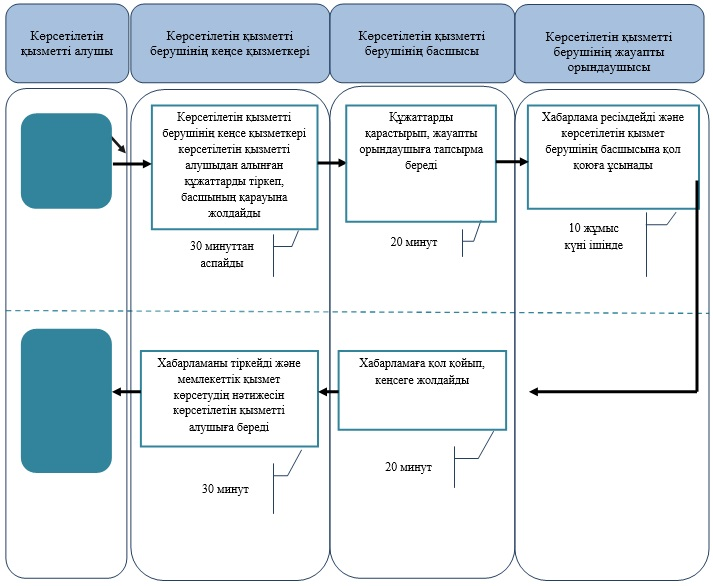 Көрсетілетін
қызметті алушы
Көрсетілетін қызметті
берушінің кеңсе қызметкері
Көрсетілетін қызметті
берушінің басшысы
Көрсетілетін қызметті
берушінің жауапты
орындаушысы
Көрсетілетін қызметті
берушінің кеңсе қызметкері
көрсетілетін қызметті
алушыдан алынған
құжаттарды тіркеп,
басшының қарауына
жолдайды
30 минуттан
аспайды
Құжаттарды
қарастырып, жауапты
орындаушыға тапсырма
береді
20 минут
Хабарлама ресімдейді және
көрсетілетін қызмет
берушінің басшысына қол
қоюға ұсынады
10 жұмыс
күні ішінде
Хабарламаны тіркейді және
мемлекеттік қызмет
көрсетудің нәтижесін
көрсетілетін қызметті
алушыға береді
30 минут
Хабарламаға қол қойып,
кеңсеге жолдайды
20 минут